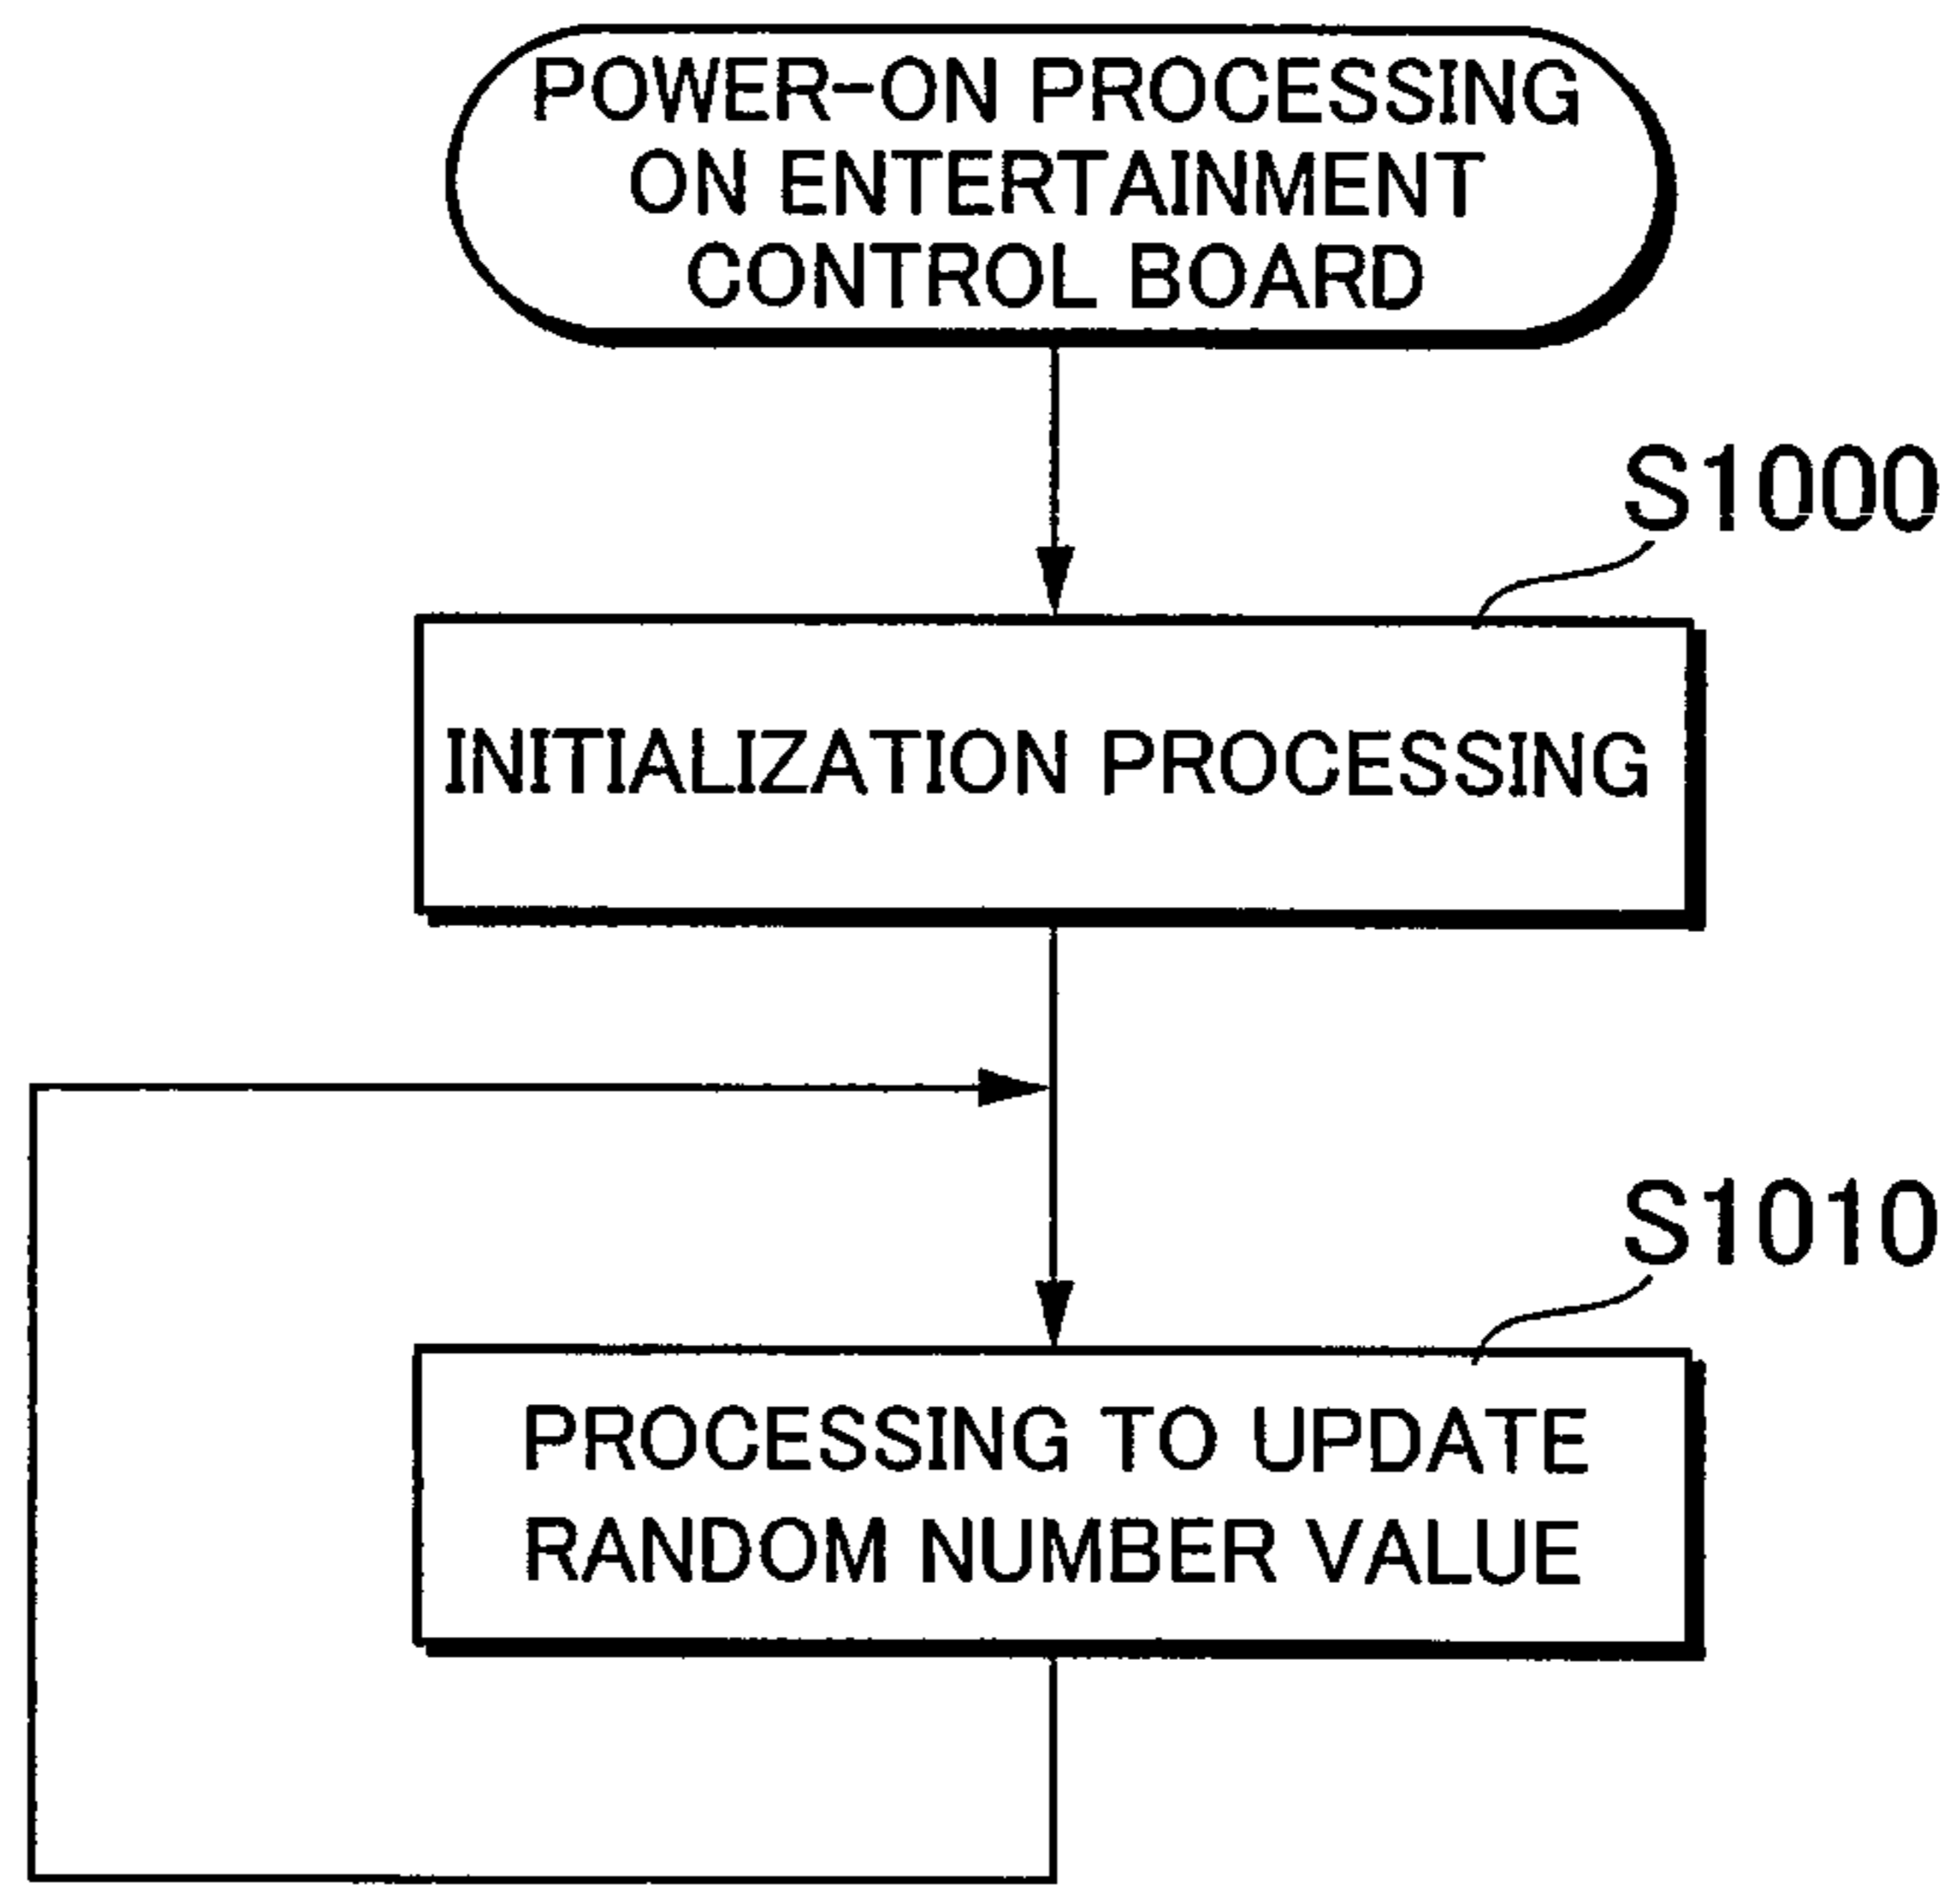 POWER-ON PROCESSING
ON ENTERTAINMENT
CONTROL BOARD
S1000
INITIALIZATION PROCESSING
S1010
PROCESSING TO UPDATE
RANDOM NUMBER VALUE